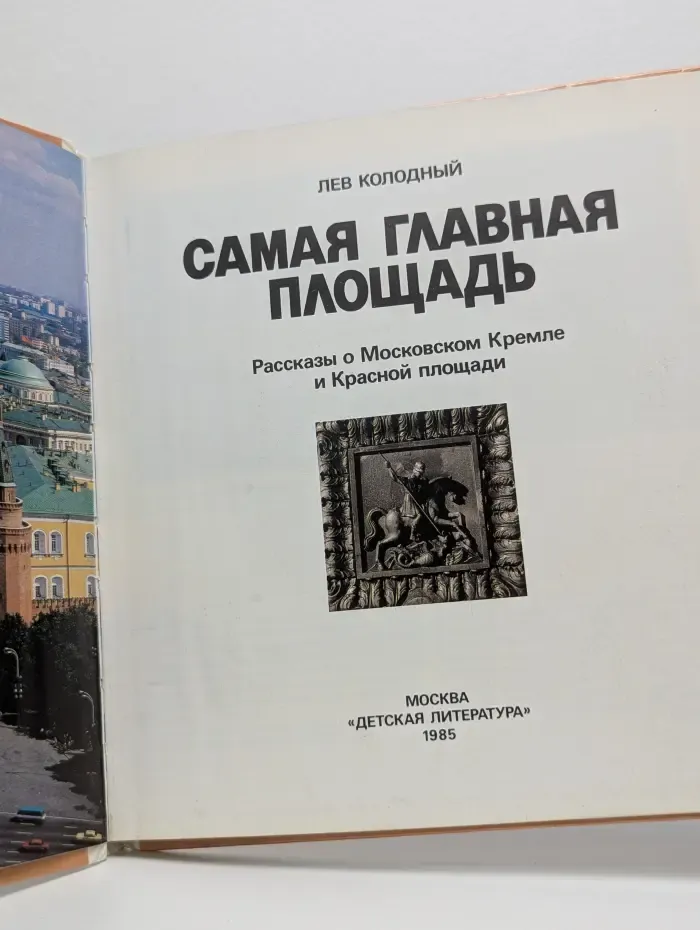 ЛЕВ КОЛОДНЫЙ
САМАЯ ГЛАВНАЯ
ПЛОЩАДЬ
Рассказы о Московском Кремле
и Красной площади
МОСКВА
«ДЕТСКАЯ ЛИТЕРАТУРА»
1985